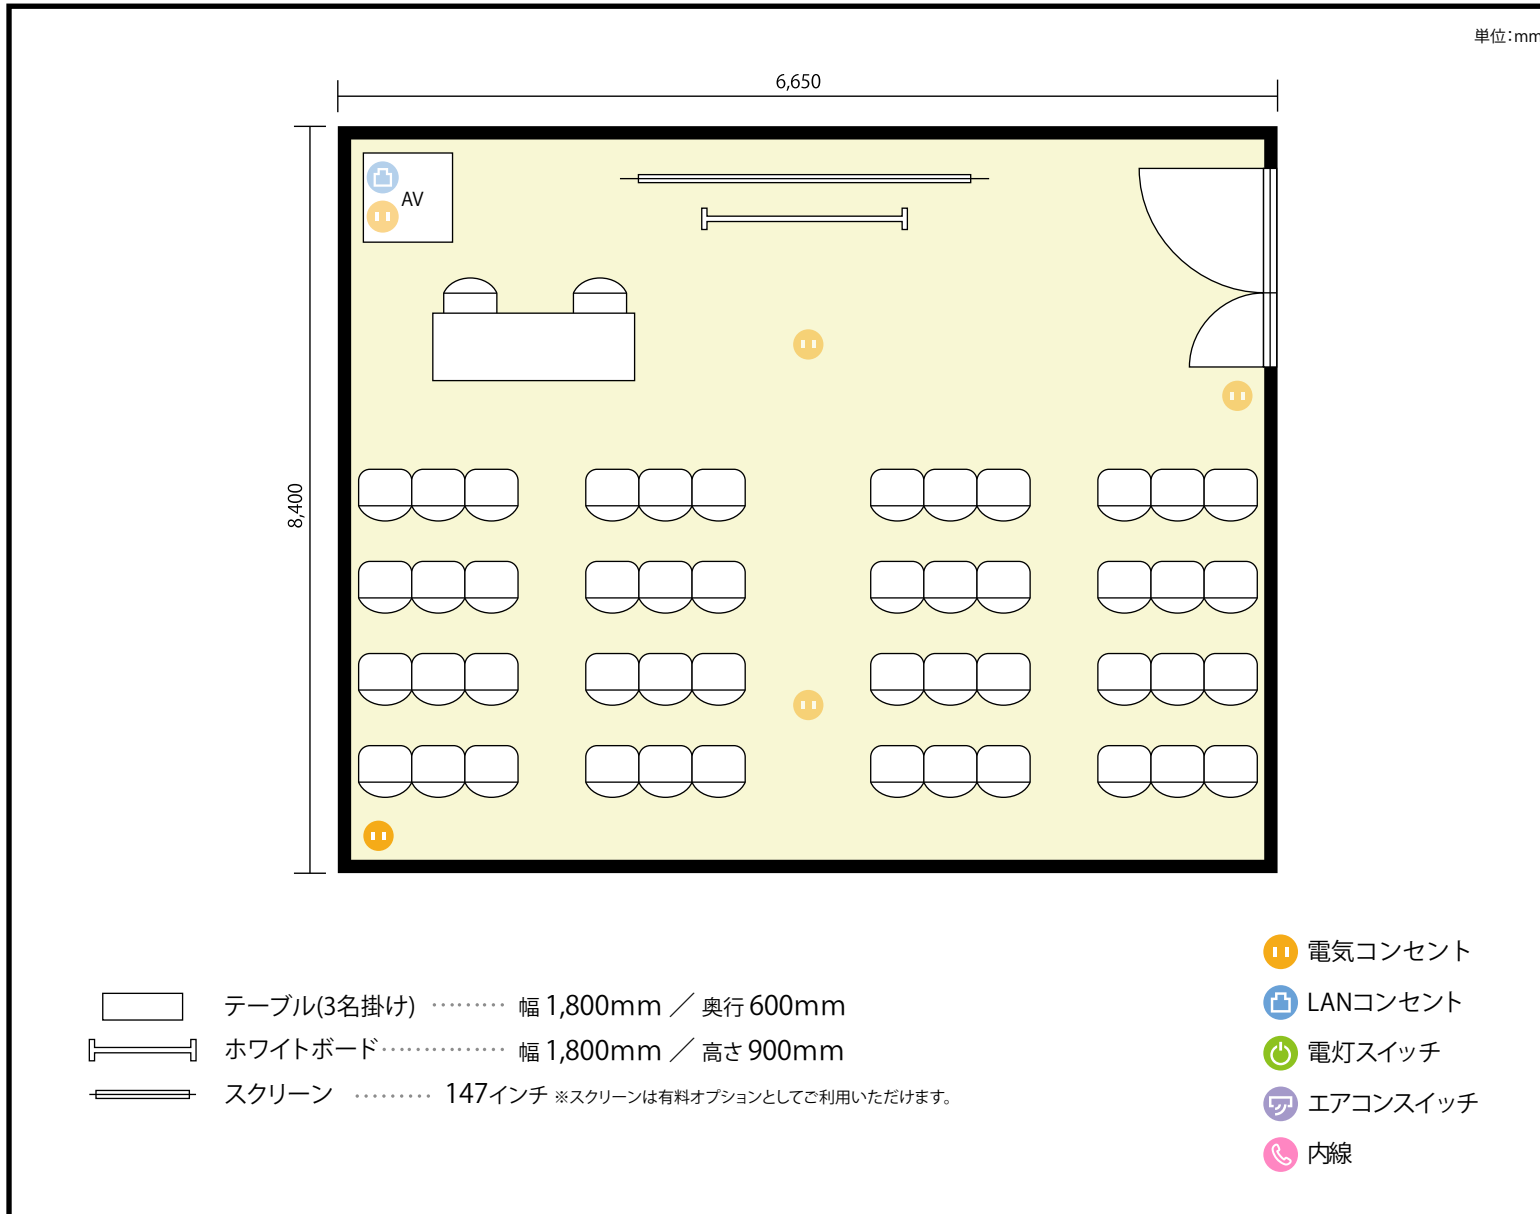 単位：mm
6,650
AV
8,400
テーブル(3名掛け) ········· 幅 1,800mm ／ 奥行 600mm
ホワイトボード··············· 幅 1,800mm ／ 高さ 900mm
スクリーン ········· 147インチ ※スクリーンは有料オプションとしてご利用いただけます。
電気コンセント
LANコンセント
電灯スイッチ
エアコンスイッチ
内線